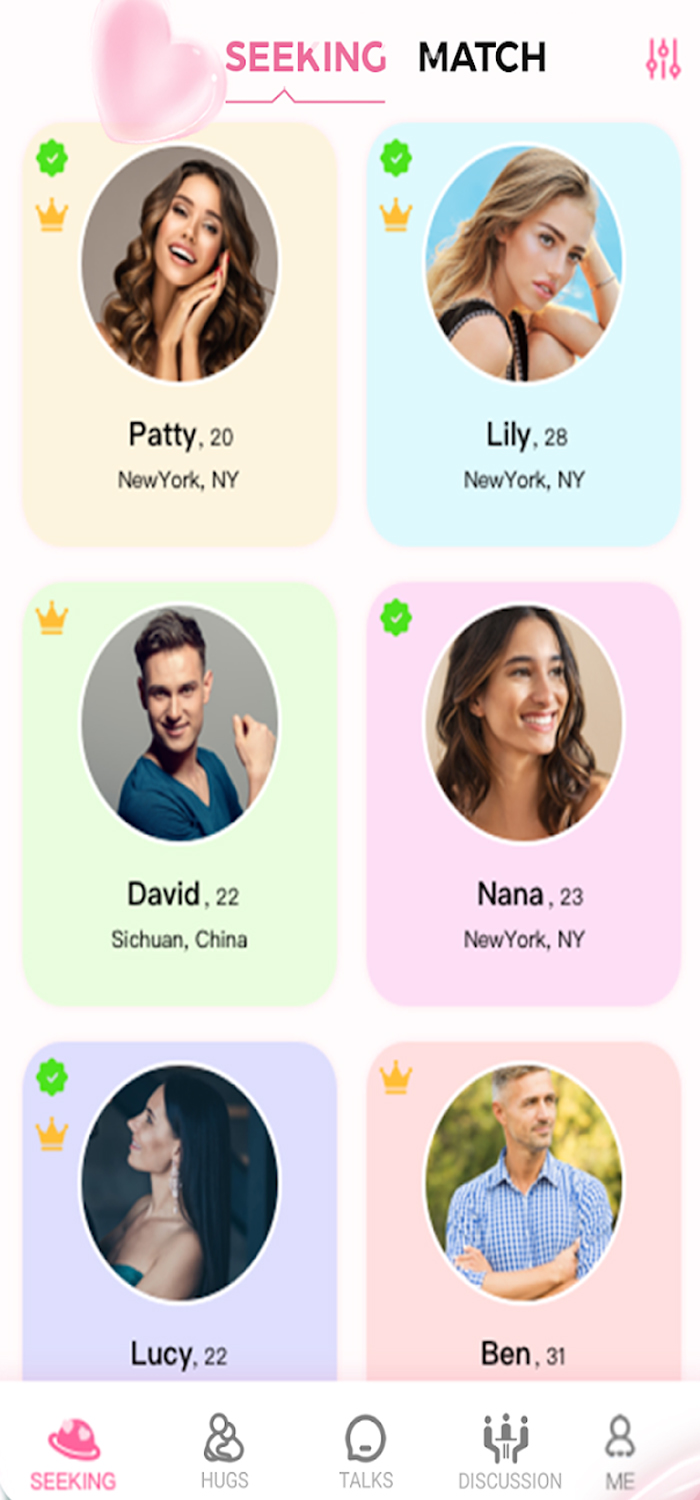 SEEKING MATCH
Patty, 20
NewYork, NY
Lily, 28
NewYork, NY
David, 22
Sichuan, China
Nana, 23
NewYork, NY
Lucy, 22
Ben, 31
SEEKING
HUGS
TALKS
DISCUSSION
ME